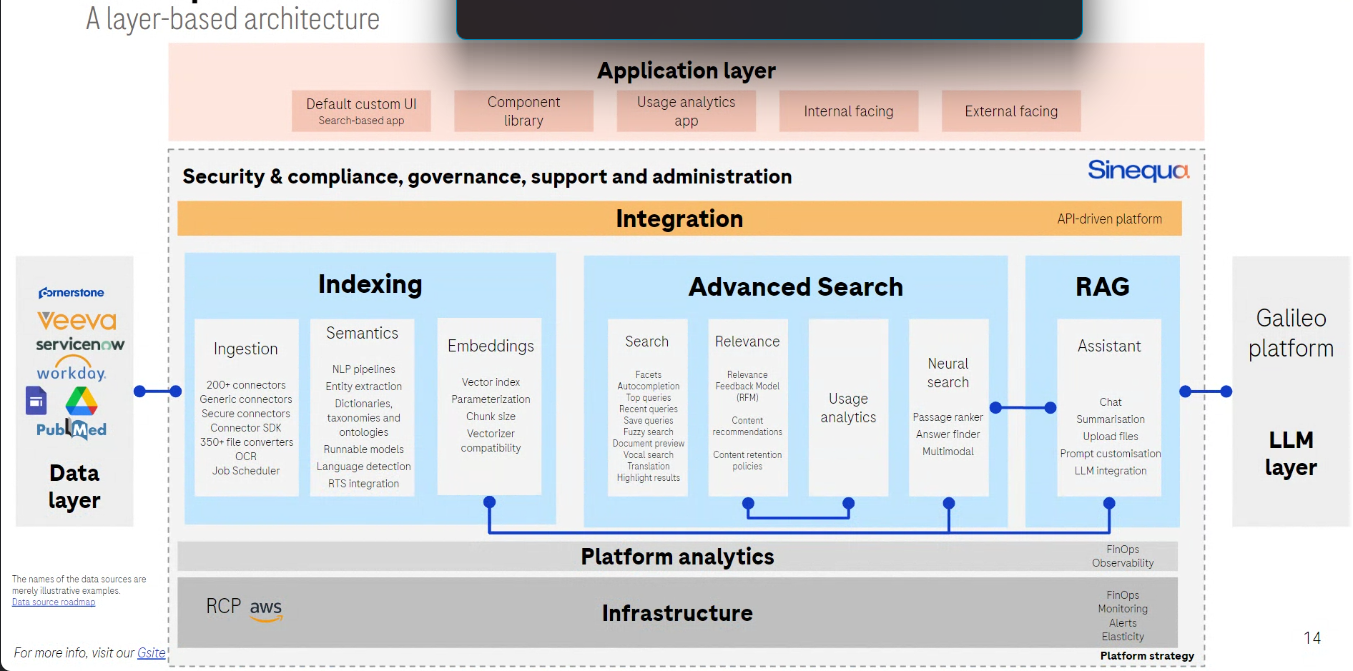 A layer-based architecture
Application layer
Default custom UI
Search-based app
Component
library
Usage analytics
app
Internal facing
External facing
Security & compliance, governance, support and administration
Sinequa
Integration
API-driven platform
Cornerstone
Veeva
servicenow
workday.
PubMed
Data
layer
Indexing
Ingestion
200+ connectors
Generic connectors
Secure connectors
Connector SDK
350+ file converters
OCR
Job Scheduler
Semantics
NLP pipelines
Entity extraction
Dictionaries,
taxonomies and
ontologies
Runnable models
Language detection
RTS integration
Embeddings
Vector index
Parameterization
Chunk size
Vectorizer
compatibility
Advanced Search
Search
Facets
Autocompletion
Top queries
Recent queries
Save queries
Fuzzy search
Document preview
Vocal search
Translation
Highlight results
Relevance
Relevance
Feedback Model
(RFM)
Content
recommendations
Content retention
policies
Usage
analytics
Neural
search
Passage ranker
Answer finder
Multimodal
RAG
Assistant
Chat
Summarisation
Upload files
Prompt customisation
LLM integration
Galileo
platform
LLM
layer
Platform analytics
FinOps
Observability
RCP aws
Infrastructure
FinOps
Monitoring
Alerts
Elasticity
Platform strategy
The names of the data sources are
merely illustrative examples.
Data source roadmap
For more info, visit our Gsite
14